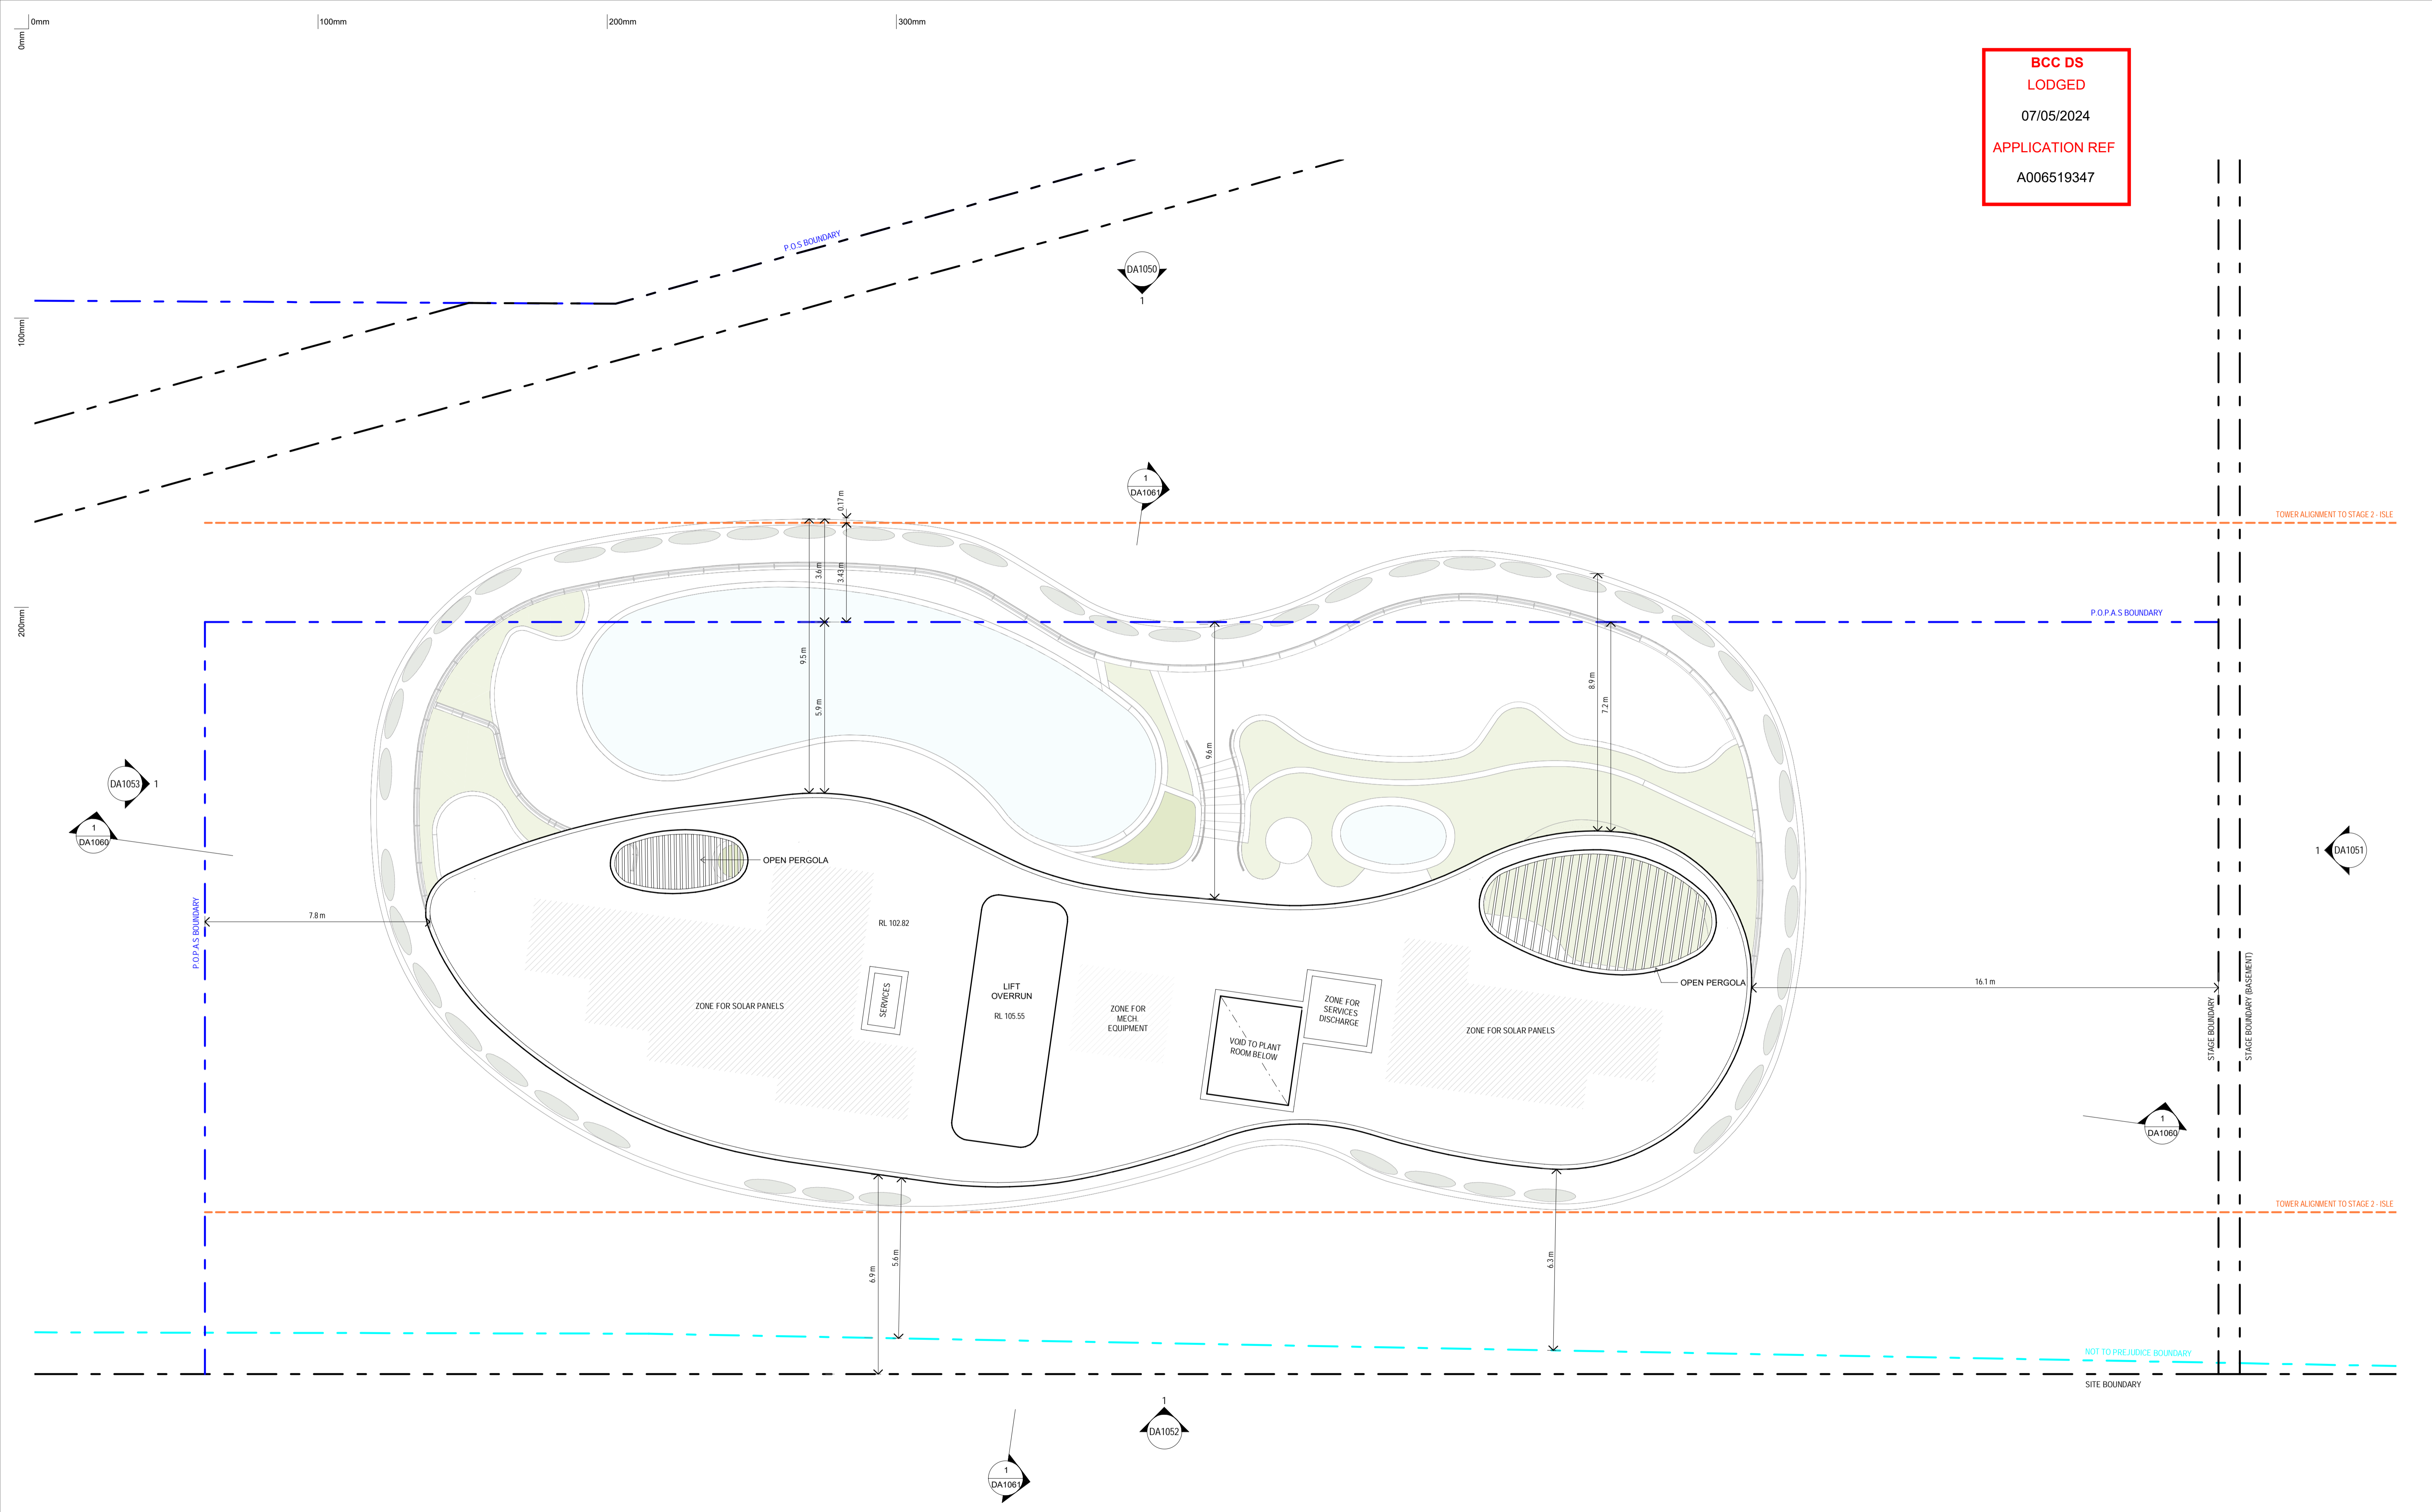 0mm
100mm
200mm
300mm
0mm
100mm
200mm
BCC DS
LODGED
07/05/2024
APPLICATION REF
A006519347
P.O.S BOUNDARY
DA1050
1
1
DA1061
0.17 m
TOWER ALIGNMENT TO STAGE 2 - ISLE
3.6 m
3.43 m
P.O.P.A.S BOUNDARY
9.5 m
5.9 m
9.6 m
8.9 m
7.2 m
DA1053
1
1
DA1060
1
DA1051
OPEN PERGOLA
7.8 m
P.O.P.A.S BOUNDARY
RL 102.82
LIFT
OVERRUN
RL 105.55
SERVICES
ZONE FOR SOLAR PANELS
ZONE FOR
MECH.
EQUIPMENT
ZONE FOR
SERVICES
DISCHARGE
VOID TO PLANT
ROOM BELOW
ZONE FOR SOLAR PANELS
OPEN PERGOLA
16.1 m
STAGE BOUNDARY
STAGE BOUNDARY (BASEMENT)
1
DA1060
TOWER ALIGNMENT TO STAGE 2 - ISLE
6.9 m
5.6 m
6.3 m
NOT TO PREJUDICE BOUNDARY
SITE BOUNDARY
1
DA1052
1
DA1061